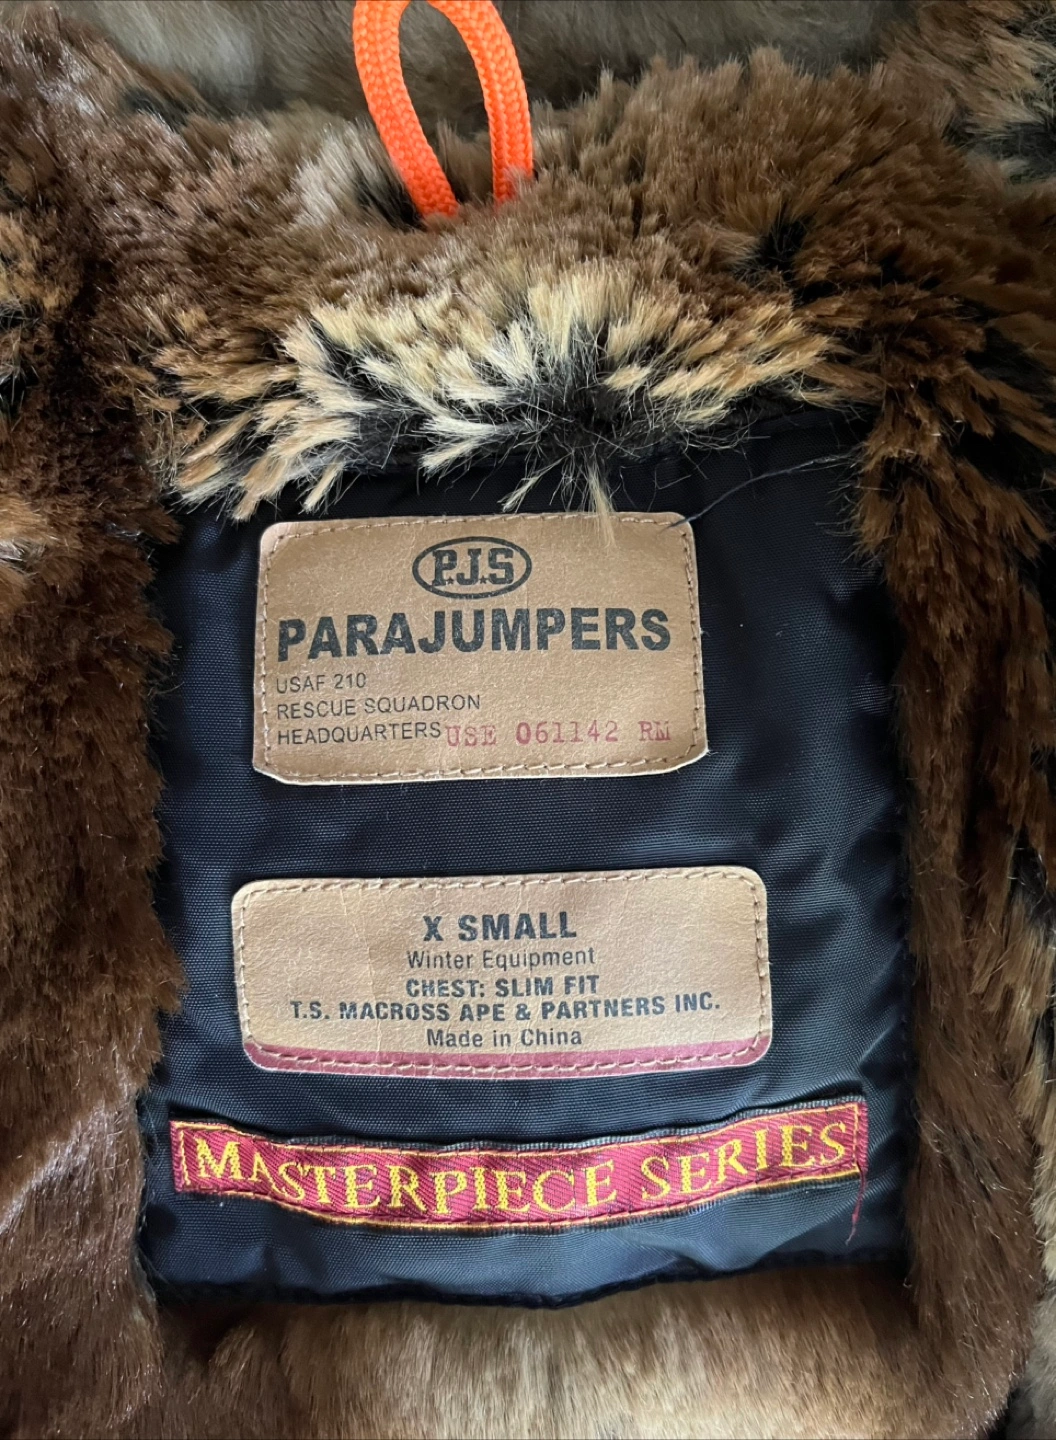 P.J.S
PARAJUMPERS
USAF 210
RESCUE SQUADRON
HEADQUARTERS USE 061142 RM
X SMALL
Winter Equipment
CHEST: SLIM FIT
T.S. MACROSS APE & PARTNERS INC.
Made in China
MASTERPIECE SERIES